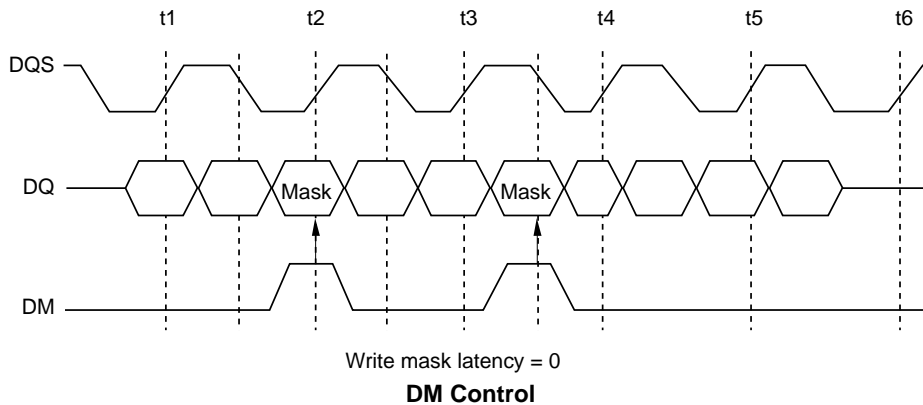 t1 t2 t3 t4 t5 t6
DQS
DQ Mask Mask
DM
Write mask latency = 0
DM Control